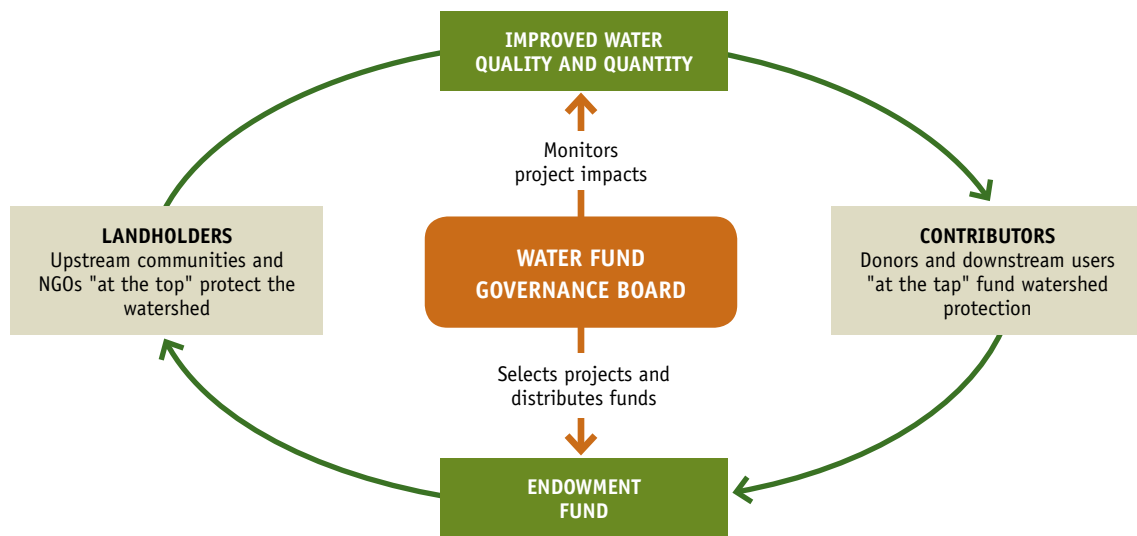 IMPROVED WATER
QUALITY AND QUANTITY
Monitors
project impacts
LANDHOLDERS
Upstream communities and
NGOs "at the top" protect the
watershed
WATER FUND
GOVERNANCE BOARD
CONTRIBUTORS
Donors and downstream users
"at the tap" fund watershed
protection
Selects projects and
distributes funds
ENDOWMENT
FUND